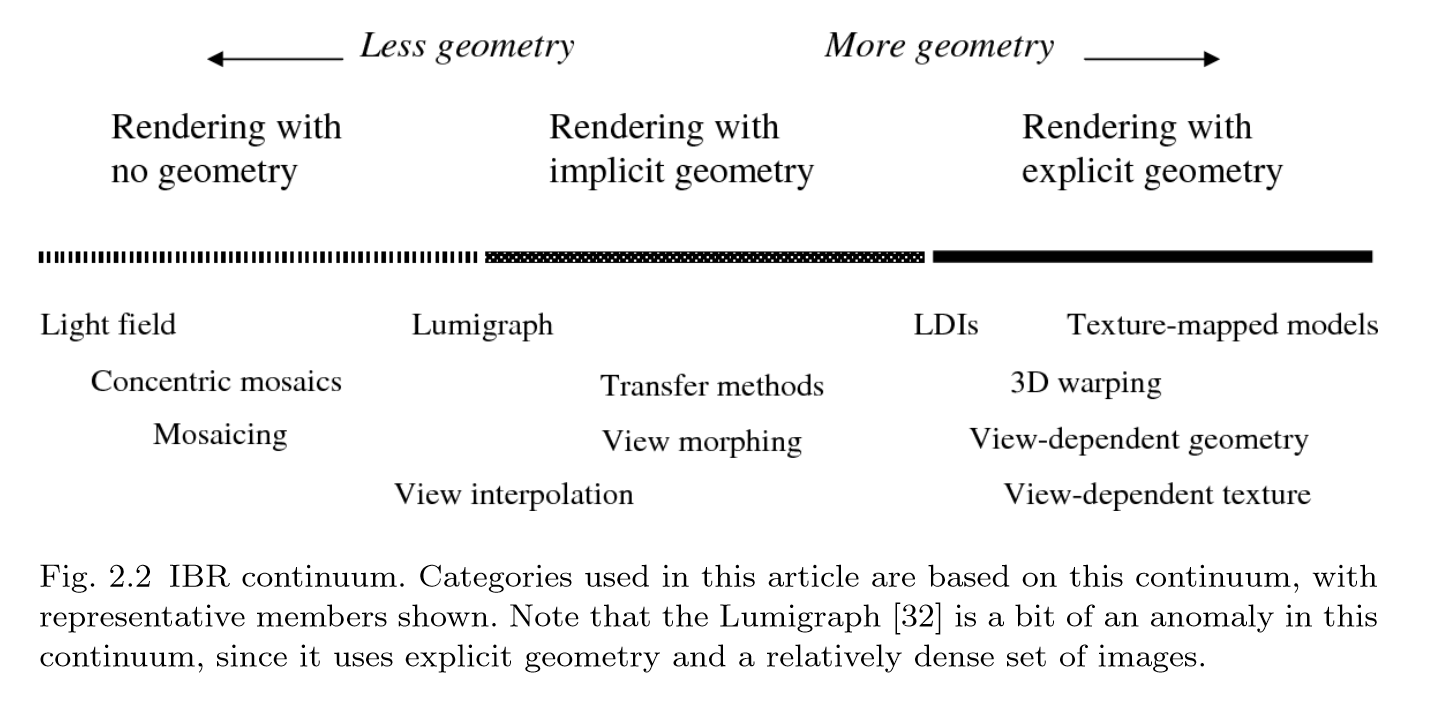 Less geometry More geometry
Rendering with no geometry
Rendering with implicit geometry
Rendering with explicit geometry
Light field Lumigraph LDIs Texture-mapped models
Concentric mosaics Transfer methods 3D warping
Mosaicing View morphing View-dependent geometry
View interpolation View-dependent texture
Fig. 2.2 IBR continuum. Categories used in this article are based on this continuum, with
representative members shown. Note that the Lumigraph [32] is a bit of an anomaly in this
continuum, since it uses explicit geometry and a relatively dense set of images.